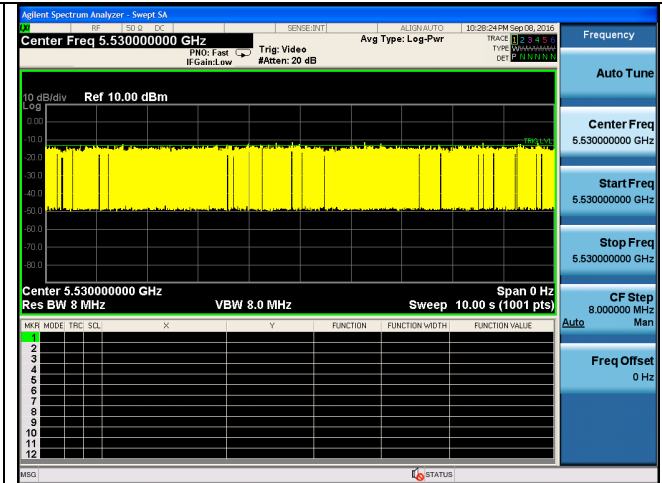 Agilent Spectrum Analyzer - Swept SA
RF 50 Ω DC SENSE:INT ALIGN AUTO 10:28:24 PM Sep 08, 2016
Center Freq 5.530000000 GHz Avg Type: Log-Pwr TRACE 1 2 3 4 5 6
PNO: Fast Trig: Video TYPE
IFGain:Low #Atten: 20 dB DET P N N N N N
10 dB/div Ref 10.00 dBm
Log
0.00
-10.0
TRIG LVL
-20.0
-30.0
-40.0
-50.0
-60.0
-70.0
-80.0
Center 5.530000000 GHz Span 0 Hz
Res BW 8 MHz VBW 8.0 MHz Sweep 10.00 s (1001 pts)
MKR MODE TRC SCL X Y FUNCTION FUNCTION WIDTH FUNCTION VALUE
1
2
3
4
5
6
7
8
9
10
11
12
MSG STATUS
Frequency
Auto Tune
Center Freq
5.530000000 GHz
Start Freq
5.530000000 GHz
Stop Freq
5.530000000 GHz
CF Step
8.000000 MHz
Auto Man
Freq Offset
0 Hz